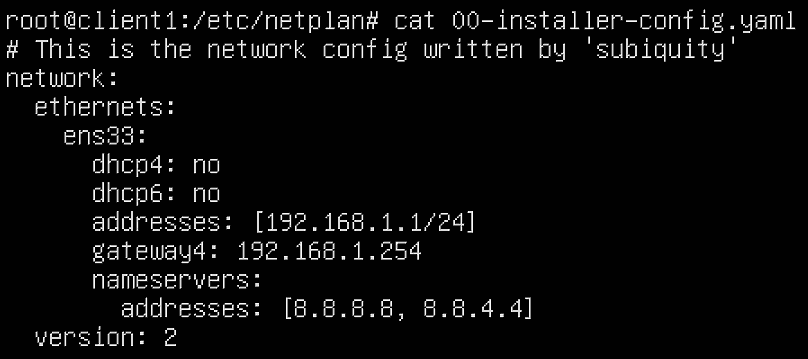 root@client1:/etc/netplan# cat 00-installer-config.yaml
# This is the network config written by 'subiquity'
network:
  ethernets:
    ens33:
      dhcp4: no
      dhcp6: no
      addresses: [192.168.1.1/24]
      gateway4: 192.168.1.254
      nameservers:
        addresses: [8.8.8.8, 8.8.4.4]
  version: 2